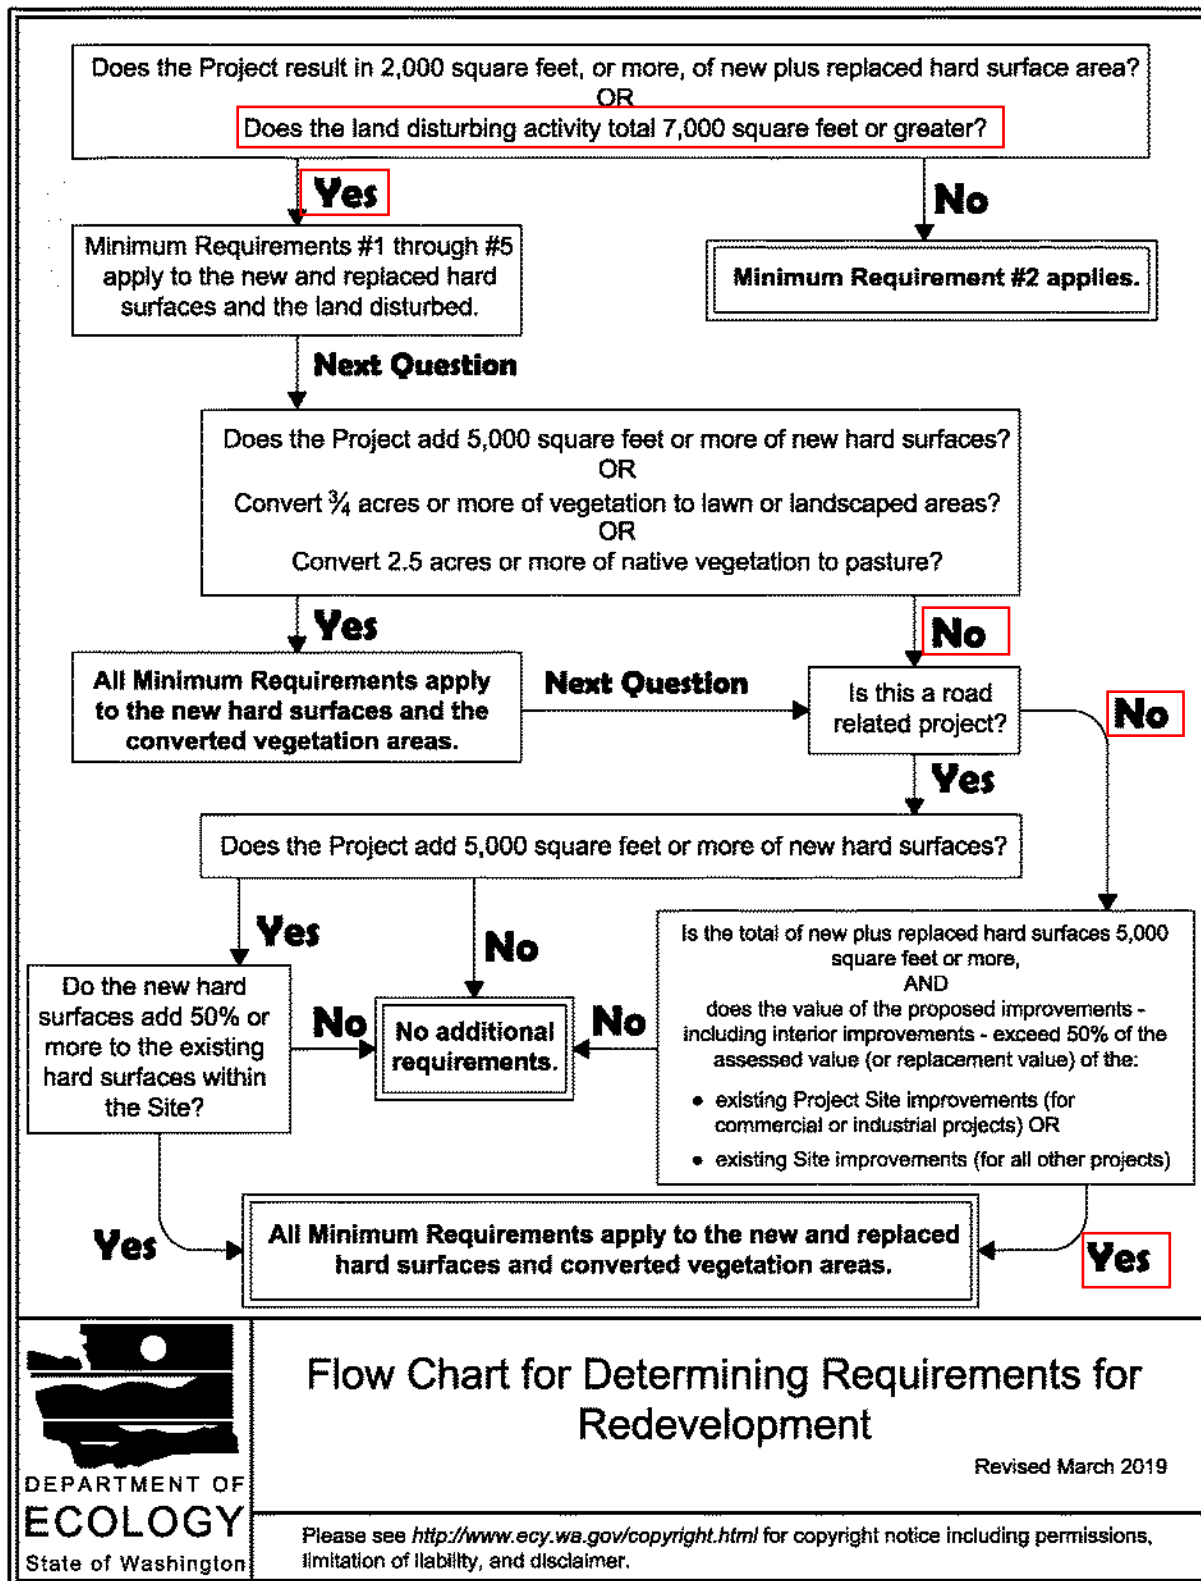 Does the Project result in 2,000 square feet, or more, of new plus replaced hard surface area?
OR
Does the land disturbing activity total 7,000 square feet or greater?
Yes
No
Minimum Requirements #1 through #5
apply to the new and replaced hard
surfaces and the land disturbed.
Minimum Requirement #2 applies.
Next Question
Does the Project add 5,000 square feet or more of new hard surfaces?
OR
Convert ¾ acres or more of vegetation to lawn or landscaped areas?
OR
Convert 2.5 acres or more of native vegetation to pasture?
Yes
No
All Minimum Requirements apply
to the new hard surfaces and the
converted vegetation areas.
Next Question
Is this a road
related project?
No
Yes
Does the Project add 5,000 square feet or more of new hard surfaces?
Yes
No
Do the new hard
surfaces add 50% or
more to the existing
hard surfaces within
the Site?
No
No additional
requirements.
No
Is the total of new plus replaced hard surfaces 5,000
square feet or more,
AND
does the value of the proposed improvements -
including interior improvements - exceed 50% of the
assessed value (or replacement value) of the:
• existing Project Site improvements (for
commercial or industrial projects) OR
• existing Site improvements (for all other projects)
Yes
All Minimum Requirements apply to the new and replaced
hard surfaces and converted vegetation areas.
Yes
DEPARTMENT OF
ECOLOGY
State of Washington
Flow Chart for Determining Requirements for
Redevelopment
Revised March 2019
Please see http://www.ecy.wa.gov/copyright.html for copyright notice including permissions,
limitation of liability, and disclaimer.